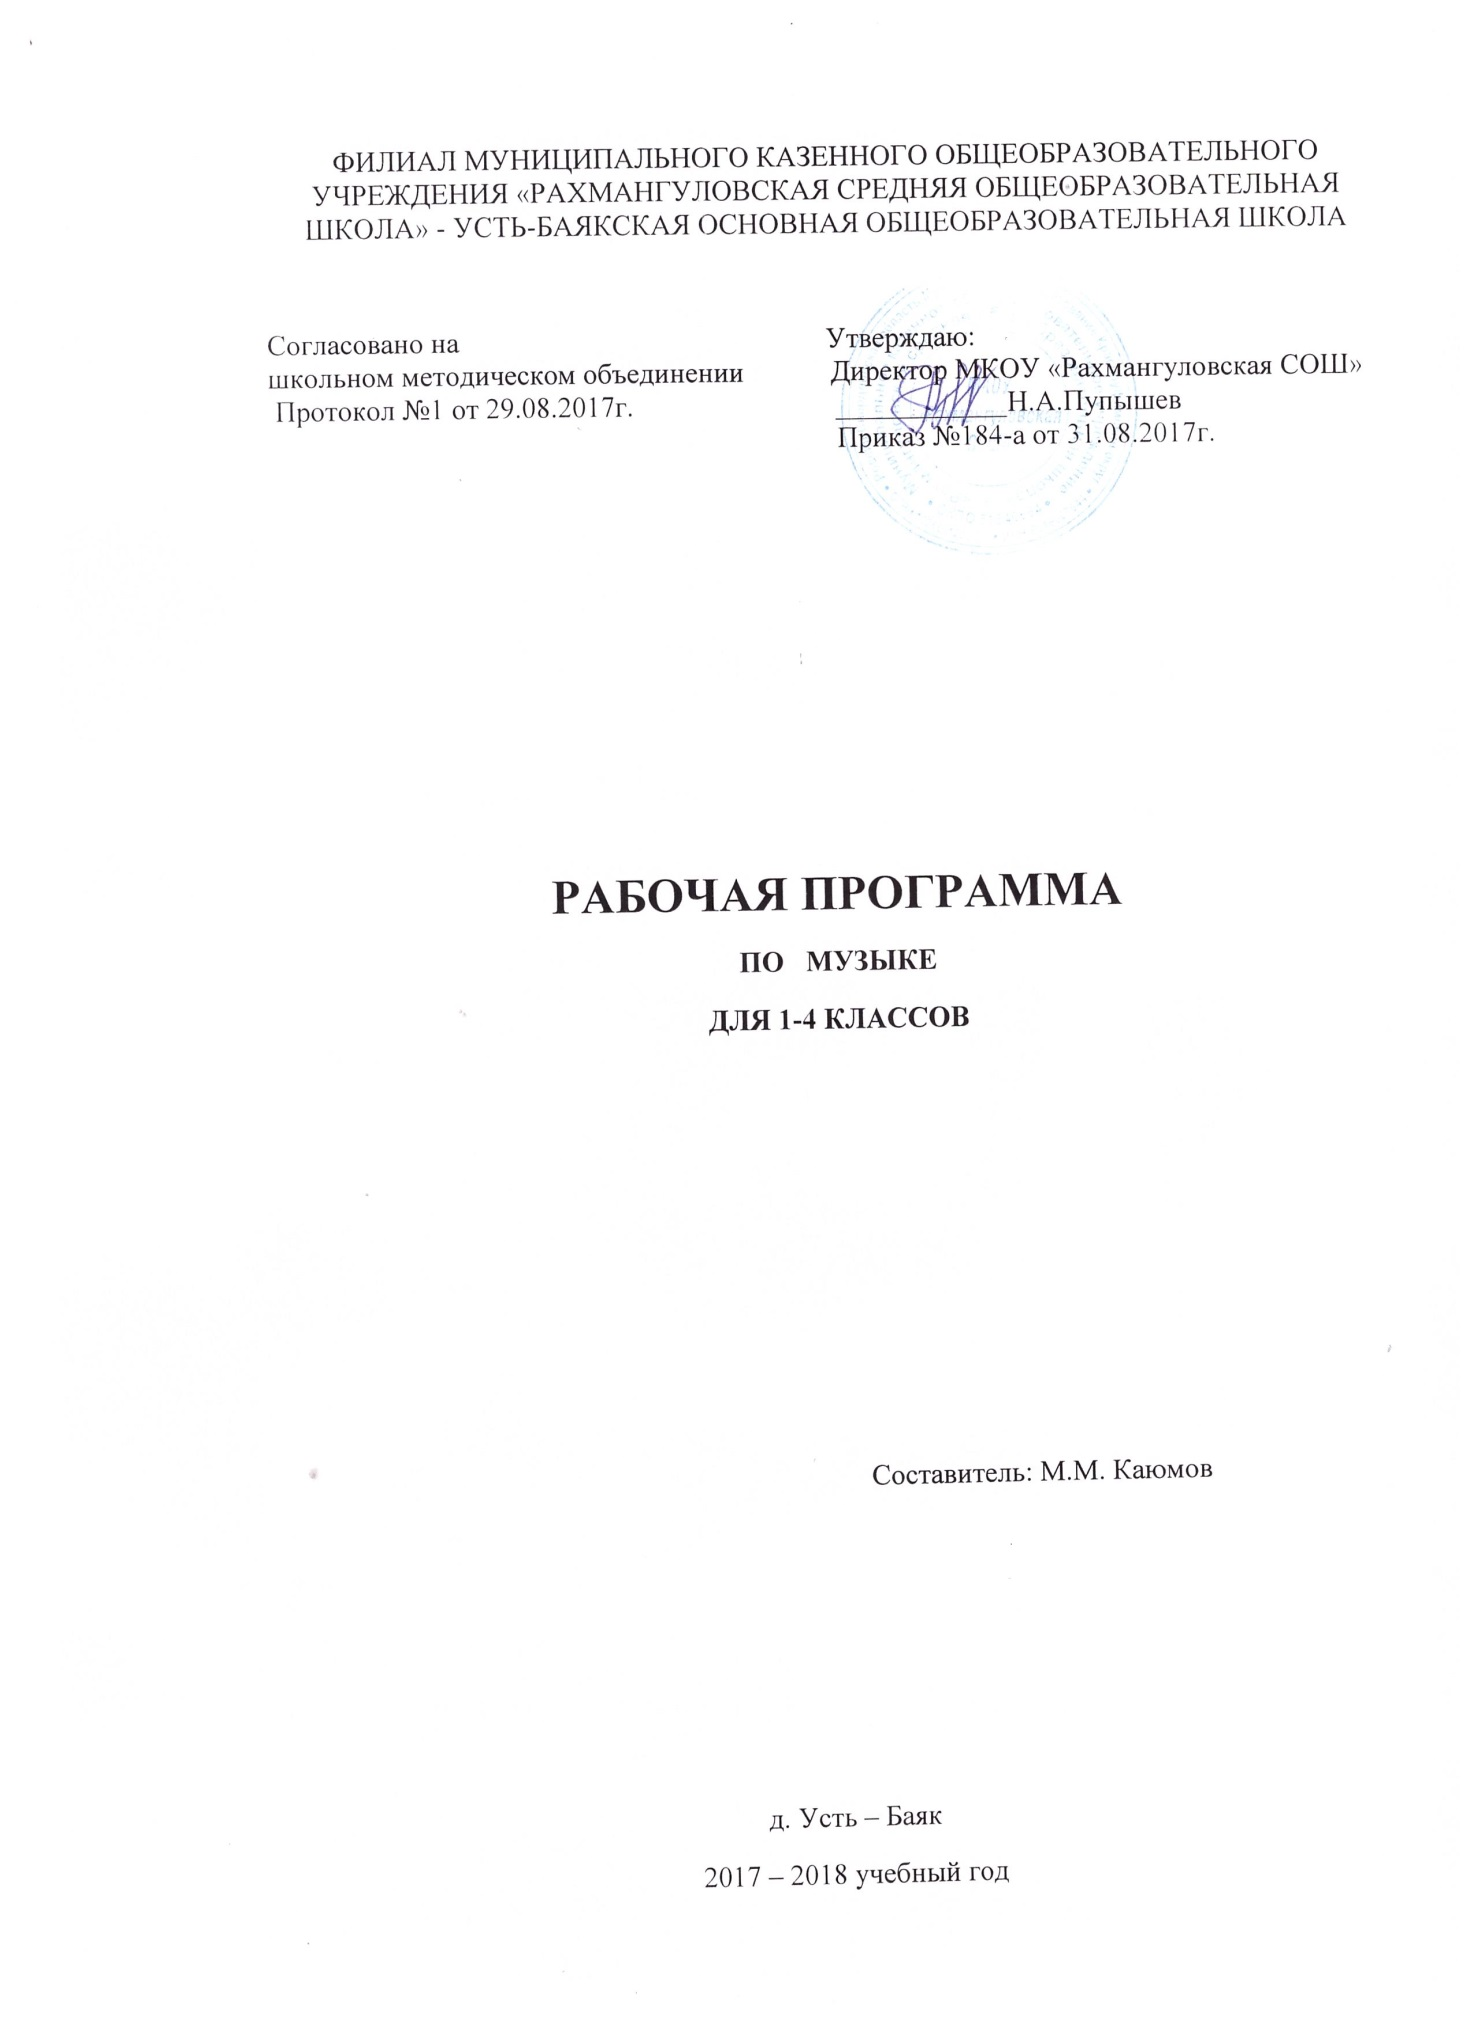 ФИЛИАЛ МУНИЦИПАЛЬНОГО КАЗЕННОГО ОБЩЕОБРАЗОВАТЕЛЬНОГО
УЧРЕЖДЕНИЯ «РАХМАНГУЛОВСКАЯ СРЕДНЯЯ ОБЩЕОБРАЗОВАТЕЛЬНАЯ
ШКОЛА» - УСТЬ-БАЯКСКАЯ ОСНОВНАЯ ОБЩЕОБРАЗОВАТЕЛЬНАЯ ШКОЛА
Согласовано на
школьном методическом объединении
Протокол №1 от 29.08.2017г.
Утверждаю:
Директор МКОУ «Рахмангуловская СОШ»
____________Н.А.Пупышев
Приказ №184-а от 31.08.2017г.
РАБОЧАЯ ПРОГРАММА
ПО МУЗЫКЕ
ДЛЯ 1-4 КЛАССОВ
Составитель: М.М. Каюмов
д. Усть – Баяк
2017 – 2018 учебный год